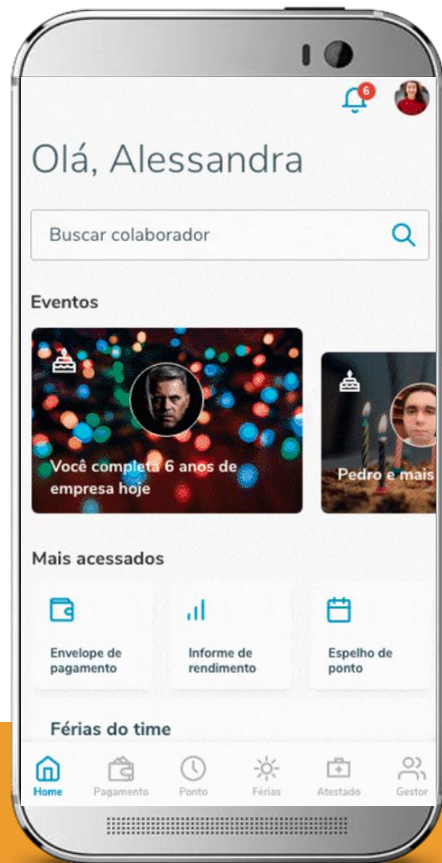 6
Olá, Alessandra
Buscar colaborador
Eventos
Você completa 6 anos de
empresa hoje
Pedro e mais
Mais acessados
Envelope de
pagamento
Informe de
rendimento
Espelho de
ponto
Férias do time
Home
Pagamento
Ponto
Férias
Atestado
Gestor